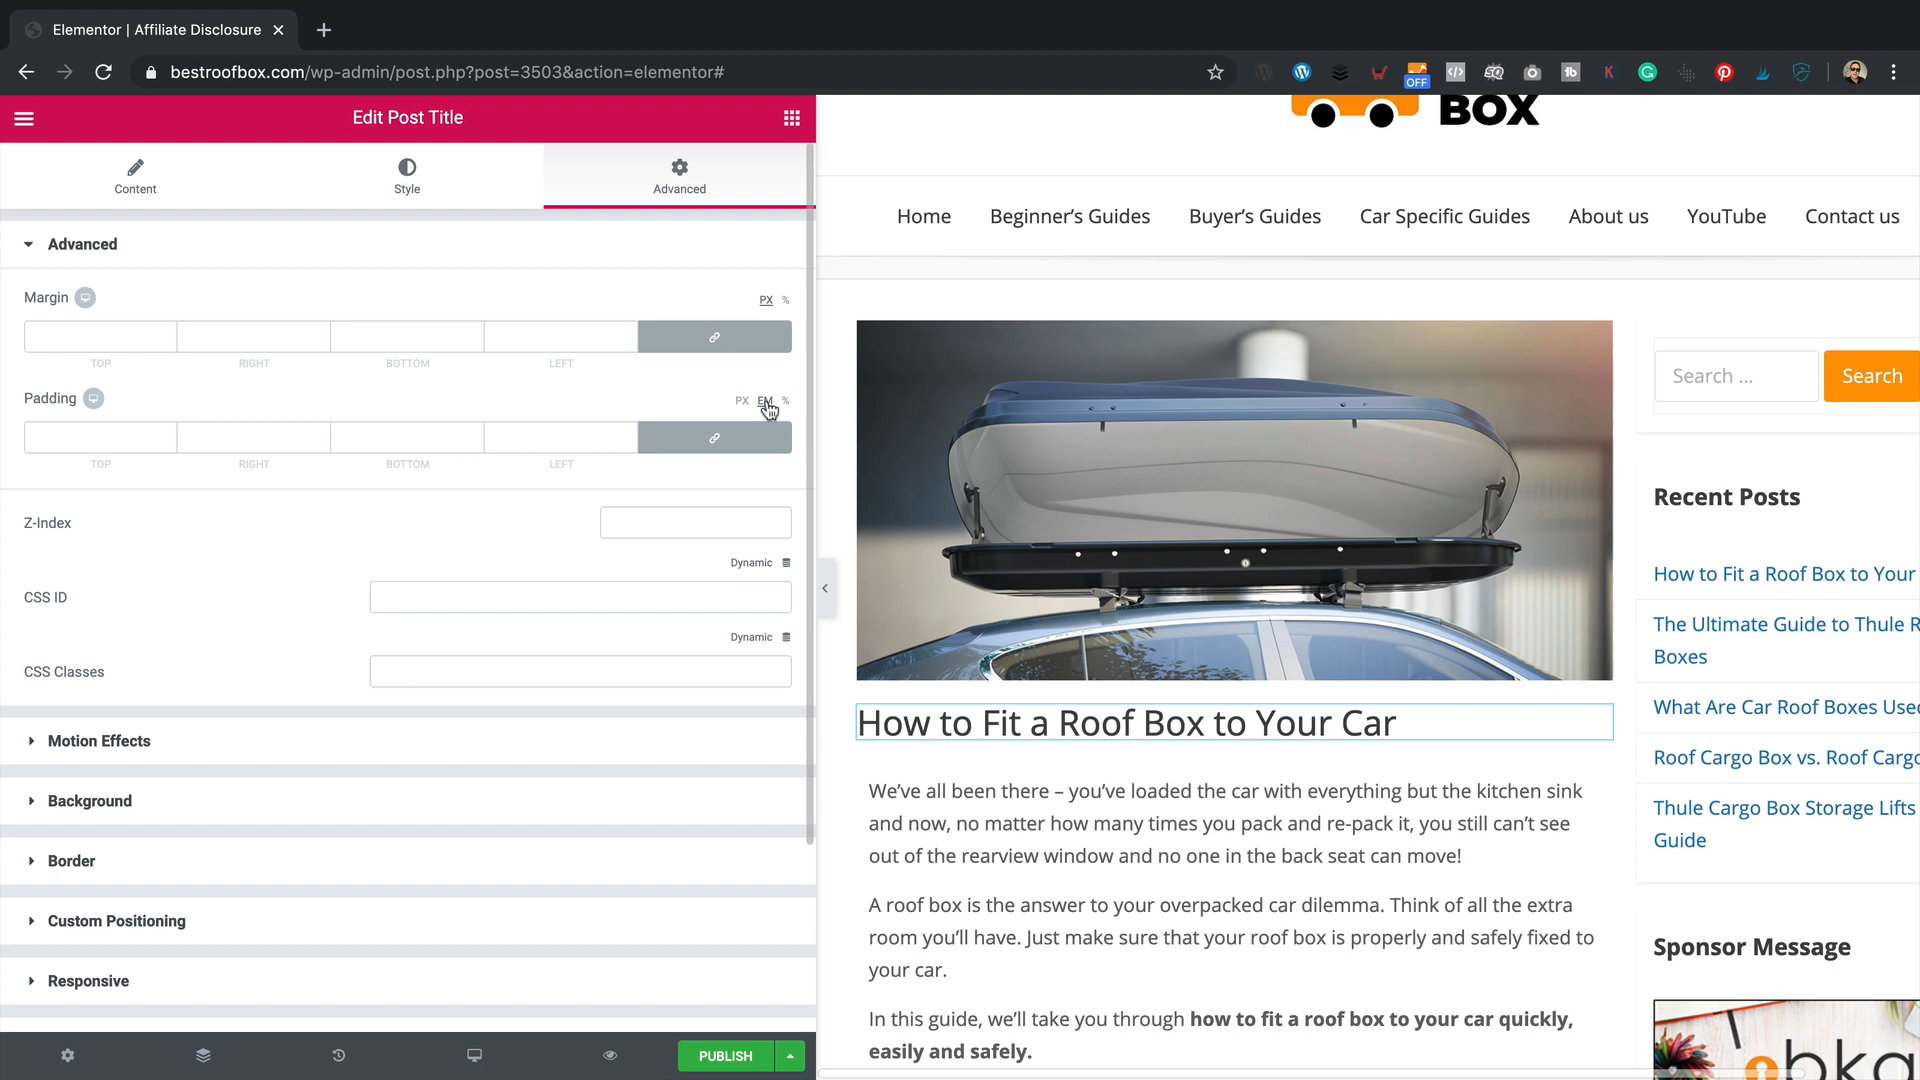 Elementor | Affiliate Disclosure
bestroofbox.com/wp-admin/post.php?post=3503&action=elementor#
OFF
Edit Post Title
Content
Style
Advanced
Advanced
Margin
PX %
TOP RIGHT BOTTOM LEFT
Padding
PX EM %
TOP RIGHT BOTTOM LEFT
Z-Index
Dynamic
CSS ID
Dynamic
CSS Classes
Motion Effects
Background
Border
Custom Positioning
Responsive
PUBLISH
BOX
Home Beginner's Guides Buyer's Guides Car Specific Guides About us YouTube Contact us
How to Fit a Roof Box to Your Car
We've all been there – you've loaded the car with everything but the kitchen sink
and now, no matter how many times you pack and re-pack it, you still can't see
out of the rearview window and no one in the back seat can move!
A roof box is the answer to your overpacked car dilemma. Think of all the extra
room you'll have. Just make sure that your roof box is properly and safely fixed to
your car.
In this guide, we'll take you through how to fit a roof box to your car quickly,
easily and safely.
Search ...
Search
Recent Posts
How to Fit a Roof Box to Your
The Ultimate Guide to Thule R
Boxes
What Are Car Roof Boxes Used
Roof Cargo Box vs. Roof Cargo
Thule Cargo Box Storage Lifts
Guide
Sponsor Message